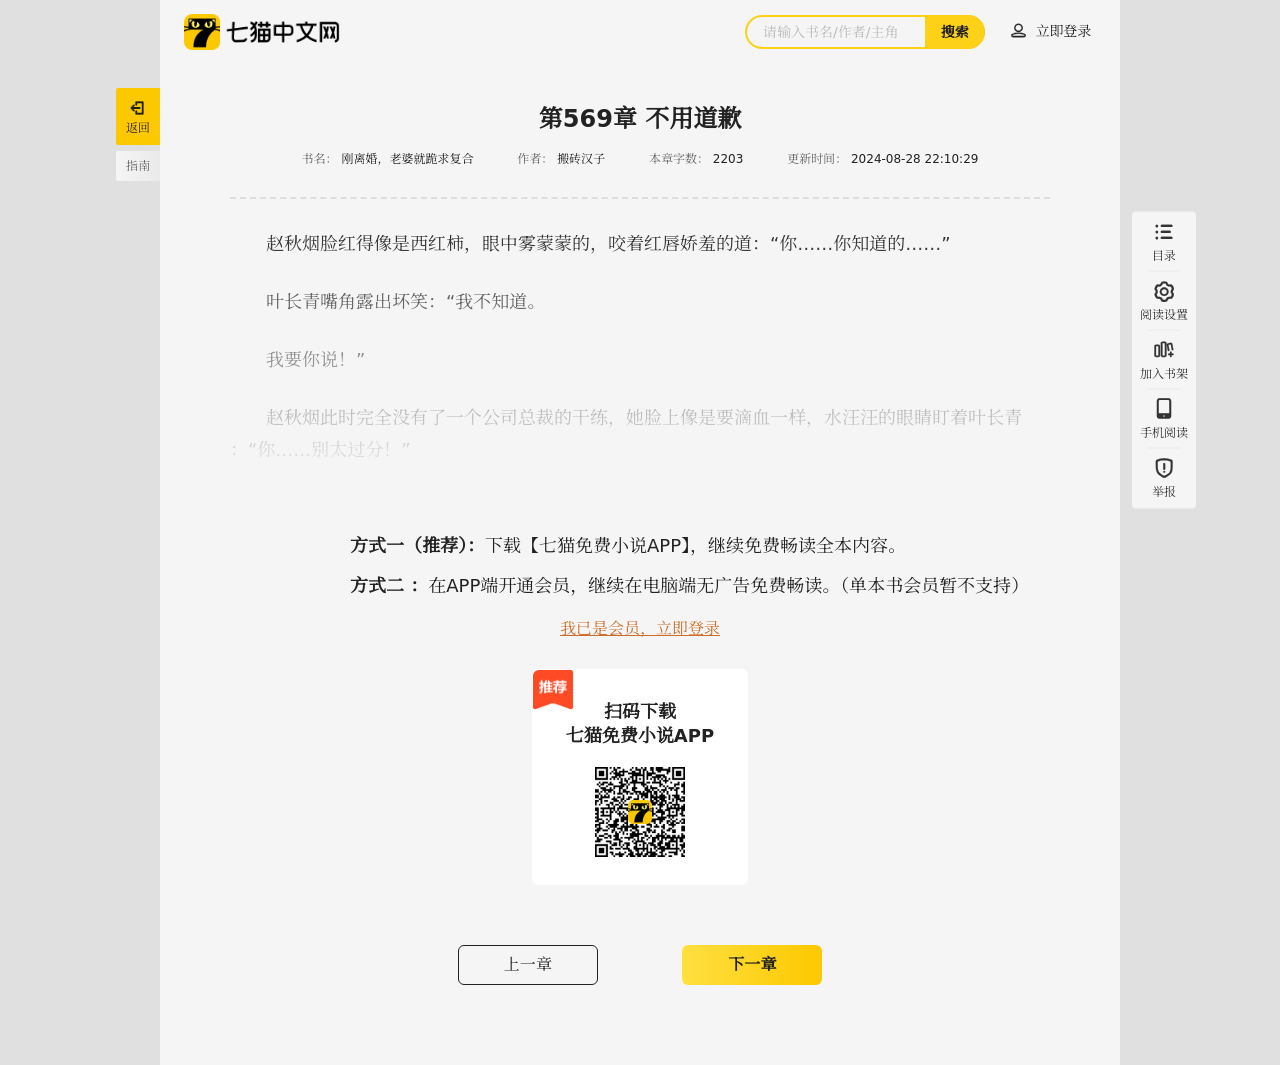 七猫中文网
请输入书名/作者/主角
搜索
立即登录
返回
指南
第569章 不用道歉
书名： 刚离婚，老婆就跪求复合 作者： 搬砖汉子 本章字数： 2203 更新时间： 2024-08-28 22:10:29
赵秋烟脸红得像是西红柿，眼中雾蒙蒙的，咬着红唇娇羞的道：“你……你知道的……”
叶长青嘴角露出坏笑：“我不知道。
我要你说！”
赵秋烟此时完全没有了一个公司总裁的干练，她脸上像是要滴血一样，水汪汪的眼睛盯着叶长青
：“你……别太过分！”
目录
阅读设置
加入书架
手机阅读
举报
方式一（推荐）：下载【七猫免费小说APP】，继续免费畅读全本内容。
方式二 ：在APP端开通会员，继续在电脑端无广告免费畅读。（单本书会员暂不支持）
我已是会员，立即登录
推荐
扫码下载
七猫免费小说APP
上一章
下一章